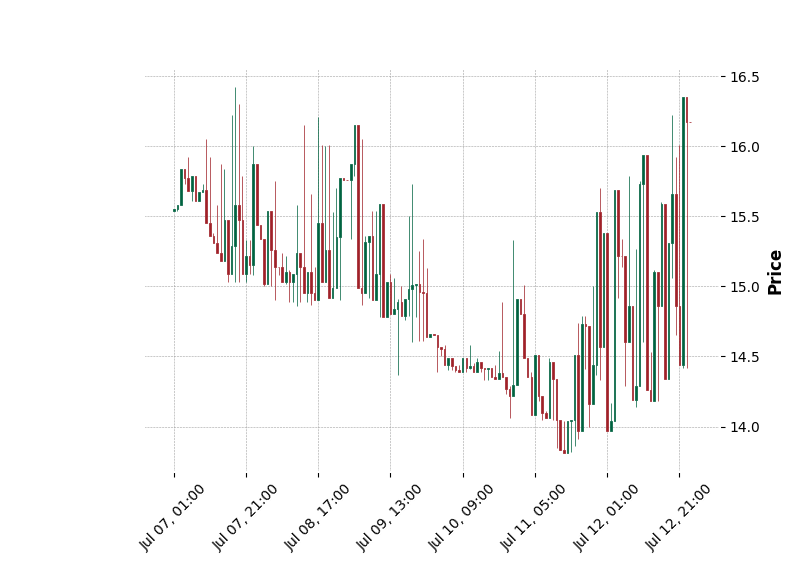 16.5
16.0
15.5
15.0
14.5
14.0
Price
Jul 07, 01:00
Jul 07, 21:00
Jul 08, 17:00
Jul 09, 13:00
Jul 10, 09:00
Jul 11, 05:00
Jul 12, 01:00
Jul 12, 21:00